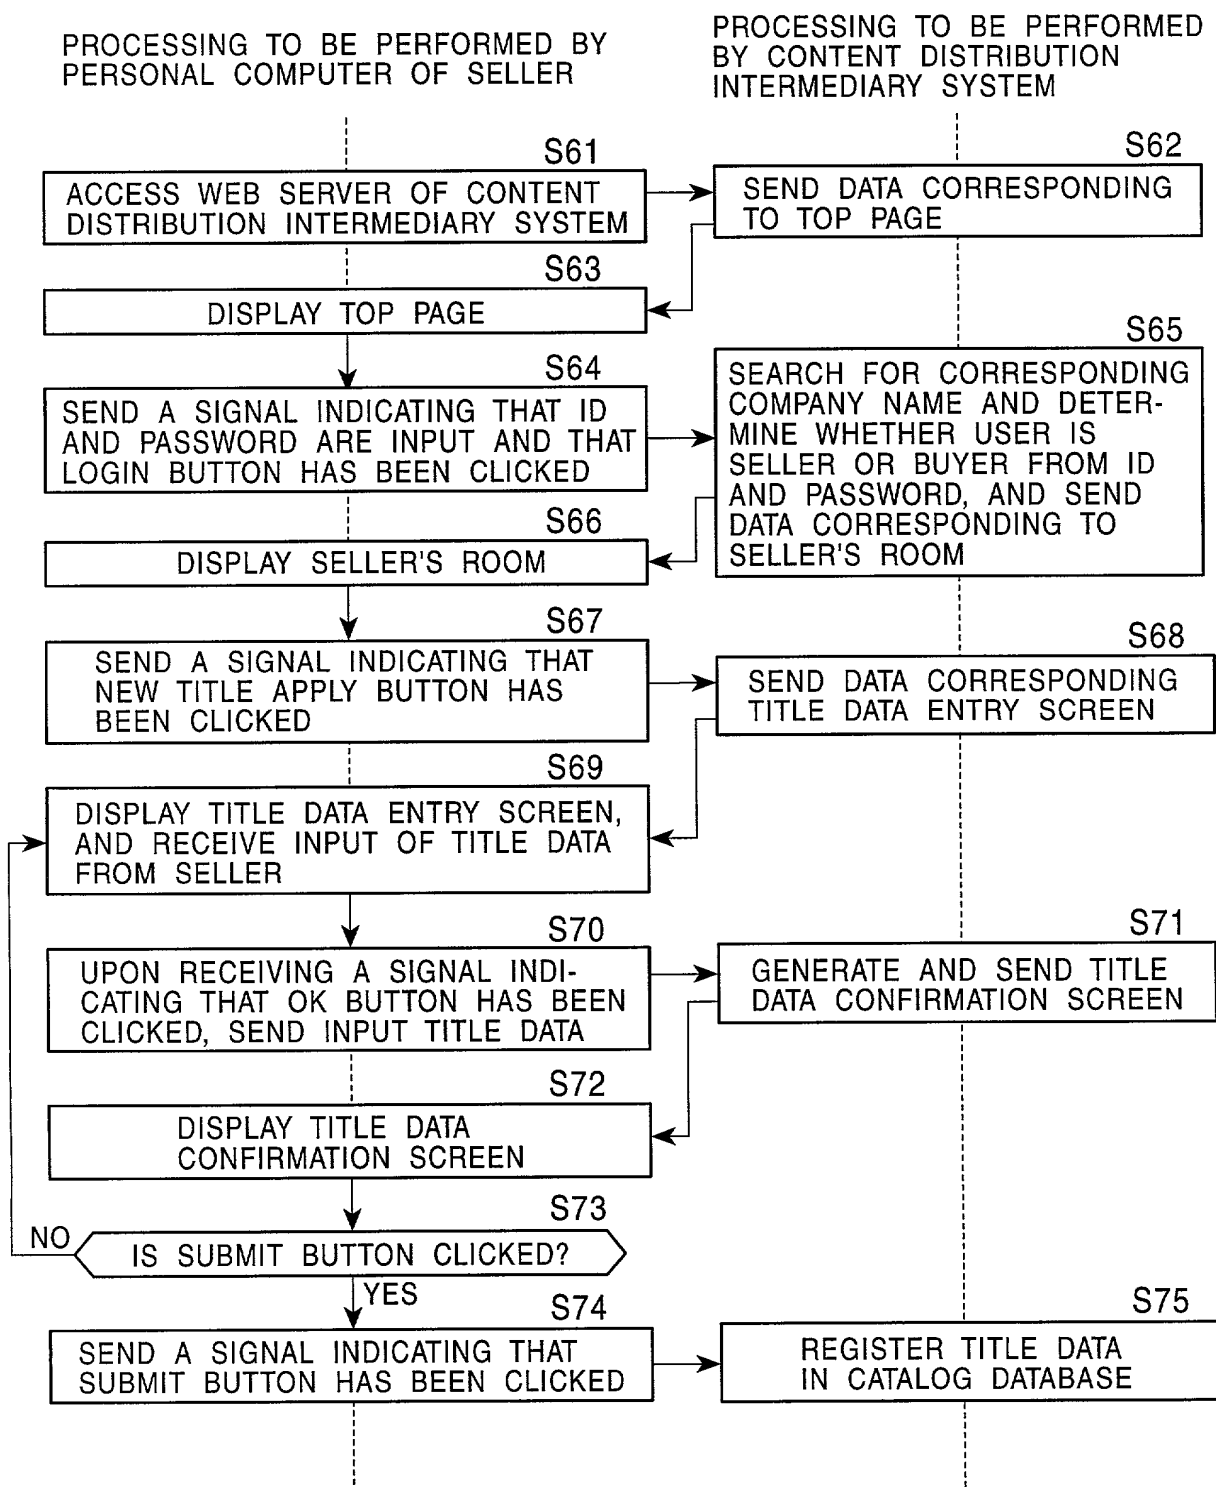 PROCESSING TO BE PERFORMED BY
PERSONAL COMPUTER OF SELLER
PROCESSING TO BE PERFORMED
BY CONTENT DISTRIBUTION
INTERMEDIARY SYSTEM
S61
ACCESS WEB SERVER OF CONTENT
DISTRIBUTION INTERMEDIARY SYSTEM
S62
SEND DATA CORRESPONDING
TO TOP PAGE
S63
DISPLAY TOP PAGE
S64
SEND A SIGNAL INDICATING THAT ID
AND PASSWORD ARE INPUT AND THAT
LOGIN BUTTON HAS BEEN CLICKED
S65
SEARCH FOR CORRESPONDING
COMPANY NAME AND DETER-
MINE WHETHER USER IS
SELLER OR BUYER FROM ID
AND PASSWORD, AND SEND
DATA CORRESPONDING TO
SELLER'S ROOM
S66
DISPLAY SELLER'S ROOM
S67
SEND A SIGNAL INDICATING THAT
NEW TITLE APPLY BUTTON HAS
BEEN CLICKED
S68
SEND DATA CORRESPONDING
TITLE DATA ENTRY SCREEN
S69
DISPLAY TITLE DATA ENTRY SCREEN,
AND RECEIVE INPUT OF TITLE DATA
FROM SELLER
S70
UPON RECEIVING A SIGNAL INDI-
CATING THAT OK BUTTON HAS BEEN
CLICKED, SEND INPUT TITLE DATA
S71
GENERATE AND SEND TITLE
DATA CONFIRMATION SCREEN
S72
DISPLAY TITLE DATA
CONFIRMATION SCREEN
S73
NO
IS SUBMIT BUTTON CLICKED?
YES
S74
SEND A SIGNAL INDICATING THAT
SUBMIT BUTTON HAS BEEN CLICKED
S75
REGISTER TITLE DATA
IN CATALOG DATABASE